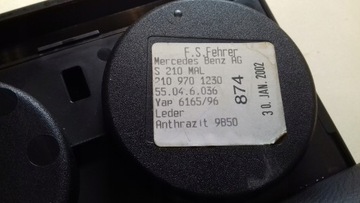 F.S.Fehrer
Mercedes Benz AG
S 210 MAL
210 970 1230
55.04.6.036
Yap 6165/96
Leder
Anthrazit 9B50
874
30. JAN. 2002